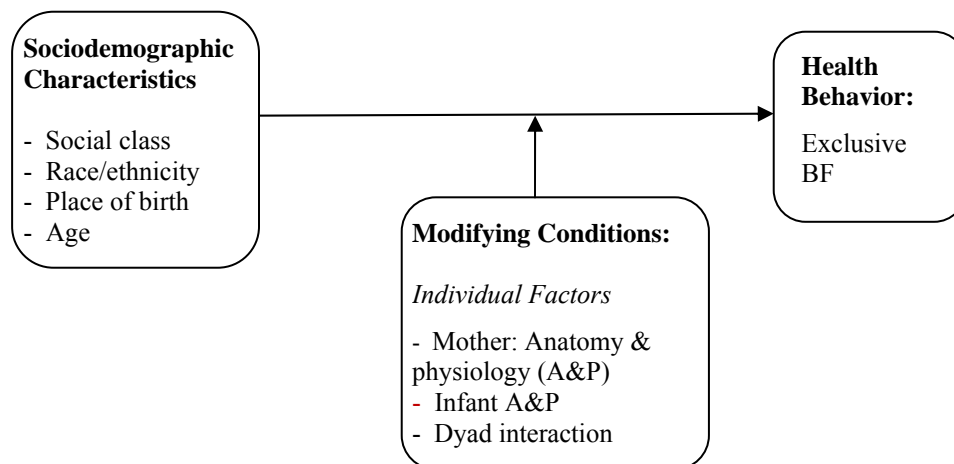 Sociodemographic
Characteristics
- Social class
- Race/ethnicity
- Place of birth
- Age
Health
Behavior:
Exclusive
BF
Modifying Conditions:
Individual Factors
- Mother: Anatomy &
physiology (A&P)
- Infant A&P
- Dyad interaction